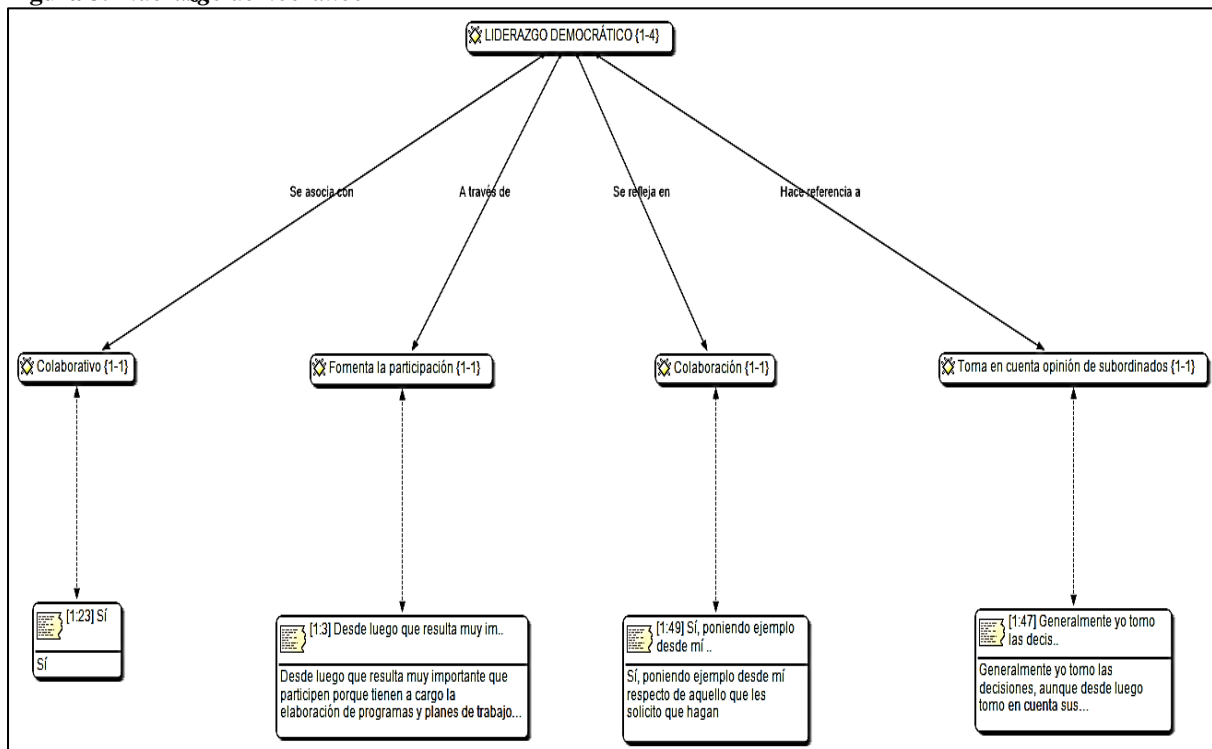 LIDERAZGO DEMOCRÁTICO {1-4}
Se asocia con
A través de
Se refleja en
Hace referencia a
Colaborativo {1-1}
Fomenta la participación {1-1}
Colaboración {1-1}
Toma en cuenta opinión de subordinados {1-1}
[1:23] Sí
Sí
[1:3] Desde luego que resulta muy im..
Desde luego que resulta muy importante que
participen porque tienen a cargo la
elaboración de programas y planes de trabajo...
[1:49] Sí, poniendo ejemplo
desde mí ..
Sí, poniendo ejemplo desde mí
respecto de aquello que les
solicito que hagan
[1:47] Generalmente yo tomo
las decis..
Generalmente yo tomo las
decisiones, aunque desde luego
tomo en cuenta sus...